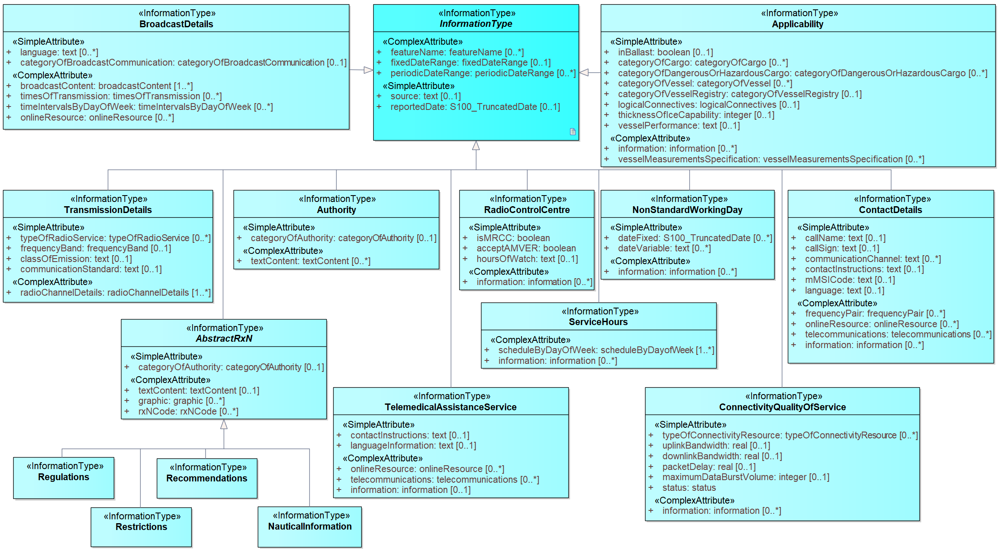 «InformationType»
BroadcastDetails
«SimpleAttribute»
+ language: text [0..*]
+ categoryOfBroadcastCommunication: categoryOfBroadcastCommunication [0..1]
«ComplexAttribute»
+ broadcastContent: broadcastContent [1..*]
+ timesOfTransmission: timesOfTransmission [0..*]
+ timeIntervalsByDayOfWeek: timeIntervalsByDayOfWeek [0..*]
+ onlineResource: onlineResource [0..*]
«InformationType»
InformationType
«ComplexAttribute»
+ featureName: featureName [0..*]
+ fixedDateRange: fixedDateRange [0..1]
+ periodicDateRange: periodicDateRange [0..*]
«SimpleAttribute»
+ source: text [0..1]
+ reportedDate: S100_TruncatedDate [0..1]
«InformationType»
Applicability
«SimpleAttribute»
+ inBallast: boolean [0..1]
+ categoryOfCargo: categoryOfCargo [0..*]
+ categoryOfDangerousOrHazardousCargo: categoryOfDangerousOrHazardousCargo [0..*]
+ categoryOfVessel: categoryOfVessel [0..*]
+ categoryOfVesselRegistry: categoryOfVesselRegistry [0..1]
+ logicalConnectives: logicalConnectives [0..1]
+ thicknessOfIceCapability: integer [0..1]
+ vesselPerformance: text [0..1]
«ComplexAttribute»
+ information: information [0..*]
+ vesselMeasurementsSpecification: vesselMeasurementsSpecification [0..*]
«InformationType»
TransmissionDetails
«SimpleAttribute»
+ typeOfRadioService: typeOfRadioService [0..*]
+ frequencyBand: frequencyBand [0..1]
+ classOfEmission: text [0..1]
+ communicationStandard: text [0..1]
«ComplexAttribute»
+ radioChannelDetails: radioChannelDetails [1..*]
«InformationType»
Authority
«SimpleAttribute»
+ categoryOfAuthority: categoryOfAuthority [0..1]
«ComplexAttribute»
+ textContent: textContent [0..*]
«InformationType»
RadioControlCentre
«SimpleAttribute»
+ isMRCC: boolean
+ acceptAMVER: boolean
+ hoursOfWatch: text [0..1]
«ComplexAttribute»
+ information: information [0..*]
«InformationType»
NonStandardWorkingDay
«SimpleAttribute»
+ dateFixed: S100_TruncatedDate [0..*]
+ dateVariable: text [0..*]
«ComplexAttribute»
+ information: information [0..*]
«InformationType»
ContactDetails
«SimpleAttribute»
+ callName: text [0..1]
+ callSign: text [0..1]
+ communicationChannel: text [0..*]
+ contactInstructions: text [0..1]
+ mMSICode: text [0..1]
+ language: text [0..1]
«ComplexAttribute»
+ frequencyPair: frequencyPair [0..*]
+ onlineResource: onlineResource [0..*]
+ telecommunications: telecommunications [0..*]
+ information: information [0..*]
«InformationType»
ServiceHours
«ComplexAttribute»
+ scheduleByDayOfWeek: scheduleByDayofWeek [1..*]
+ information: information [0..*]
«InformationType»
AbstractRxN
«SimpleAttribute»
+ categoryOfAuthority: categoryOfAuthority [0..1]
«ComplexAttribute»
+ textContent: textContent [0..1]
+ graphic: graphic [0..*]
+ rxNCode: rxNCode [0..*]
«InformationType»
TelemedicalAssistanceService
«SimpleAttribute»
+ contactInstructions: text [0..1]
+ languageInformation: text [0..1]
«ComplexAttribute»
+ onlineResource: onlineResource [0..*]
+ telecommunications: telecommunications [0..*]
+ information: information [0..1]
«InformationType»
ConnectivityQualityOfService
«SimpleAttribute»
+ typeOfConnectivityResource: typeOfConnectivityResource [0..*]
+ uplinkBandwidth: real [0..1]
+ downlinkBandwidth: real [0..1]
+ packetDelay: real [0..1]
+ maximumDataBurstVolume: integer [0..1]
+ status: status
«ComplexAttribute»
+ information: information [0..*]
«InformationType»
Regulations
«InformationType»
Recommendations
«InformationType»
Restrictions
«InformationType»
NauticalInformation